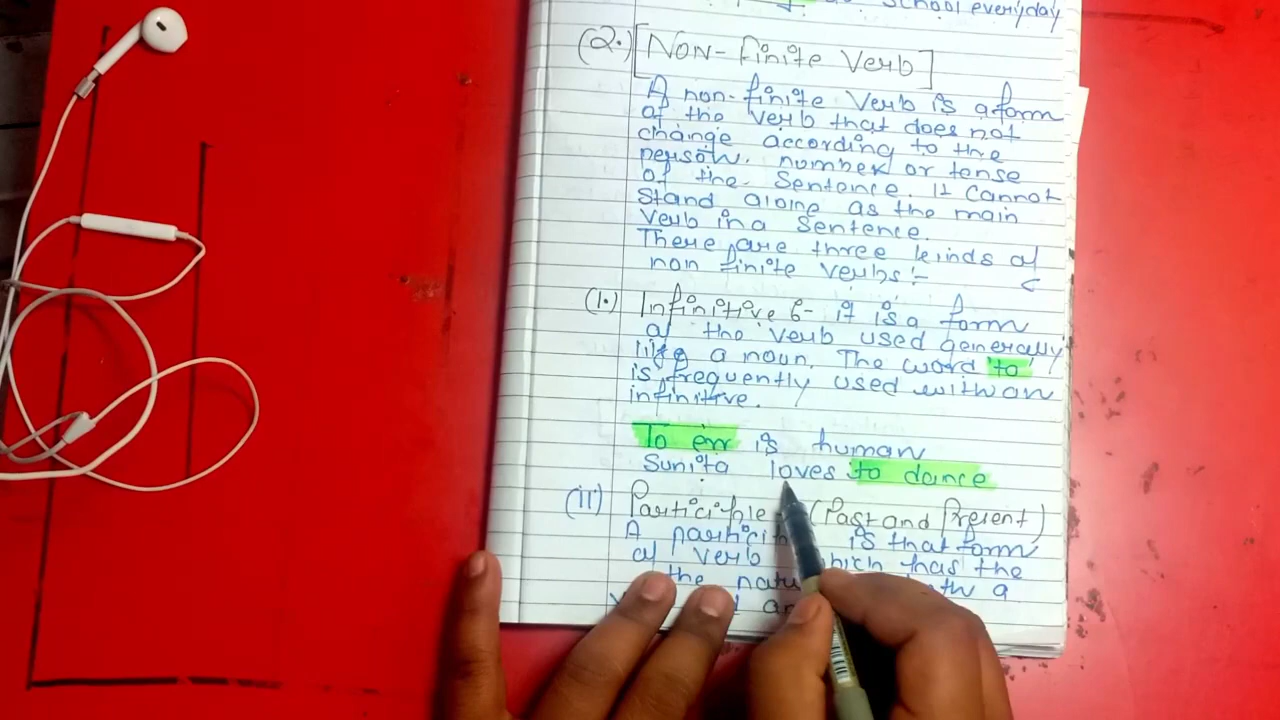 School everyday
(2.) [Non-finite Verb]
A non-finite verb is a form
of the verb that does not
change according to the
person, number or tense
of the Sentence. It cannot
stand alone as the main
verb in a Sentence.
There are three kinds of
non finite verbs:-
(1.) Infinitive :- it is a form
of the verb used generally
like a noun. The word 'to'
is frequently used with an
infinitive.
To err is human
Sunita loves to dance
(ii) Participle (Past and Present)
A is that form
of verb which has the
the a